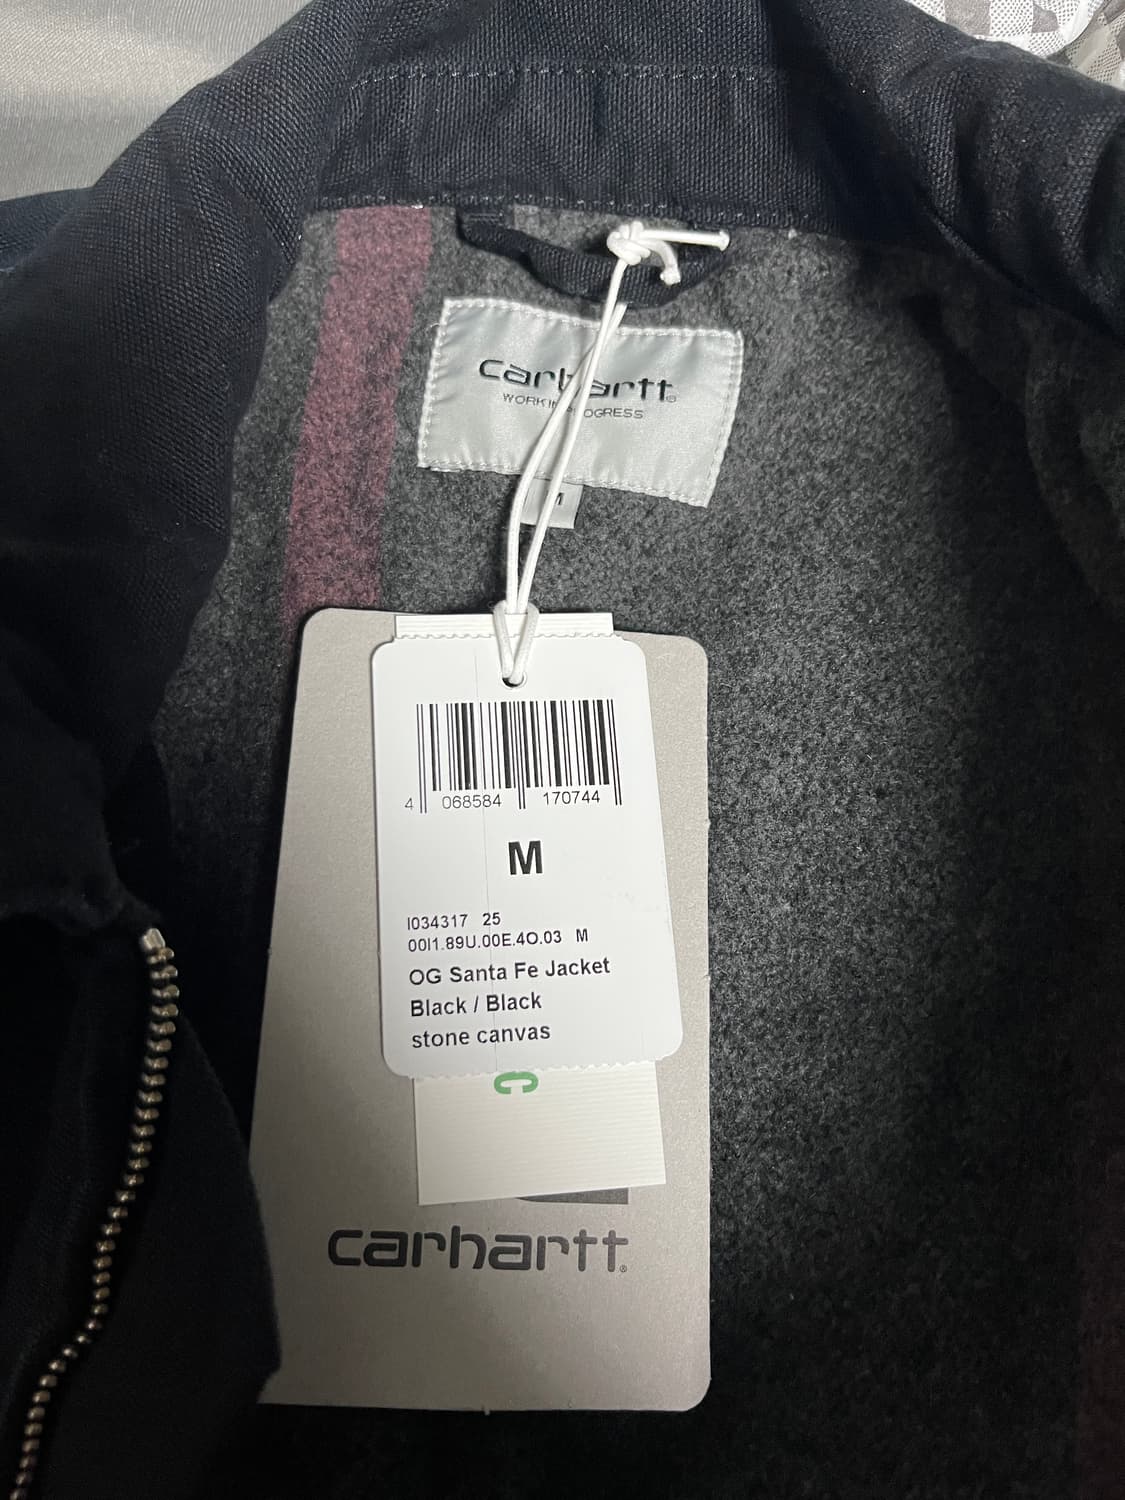 carhartt
WORK IN PROGRESS
M
4 068584 170744
M
I034317 25
00I1.89U.00E.4O.03 M
OG Santa Fe Jacket
Black / Black
stone canvas
C
carhartt®